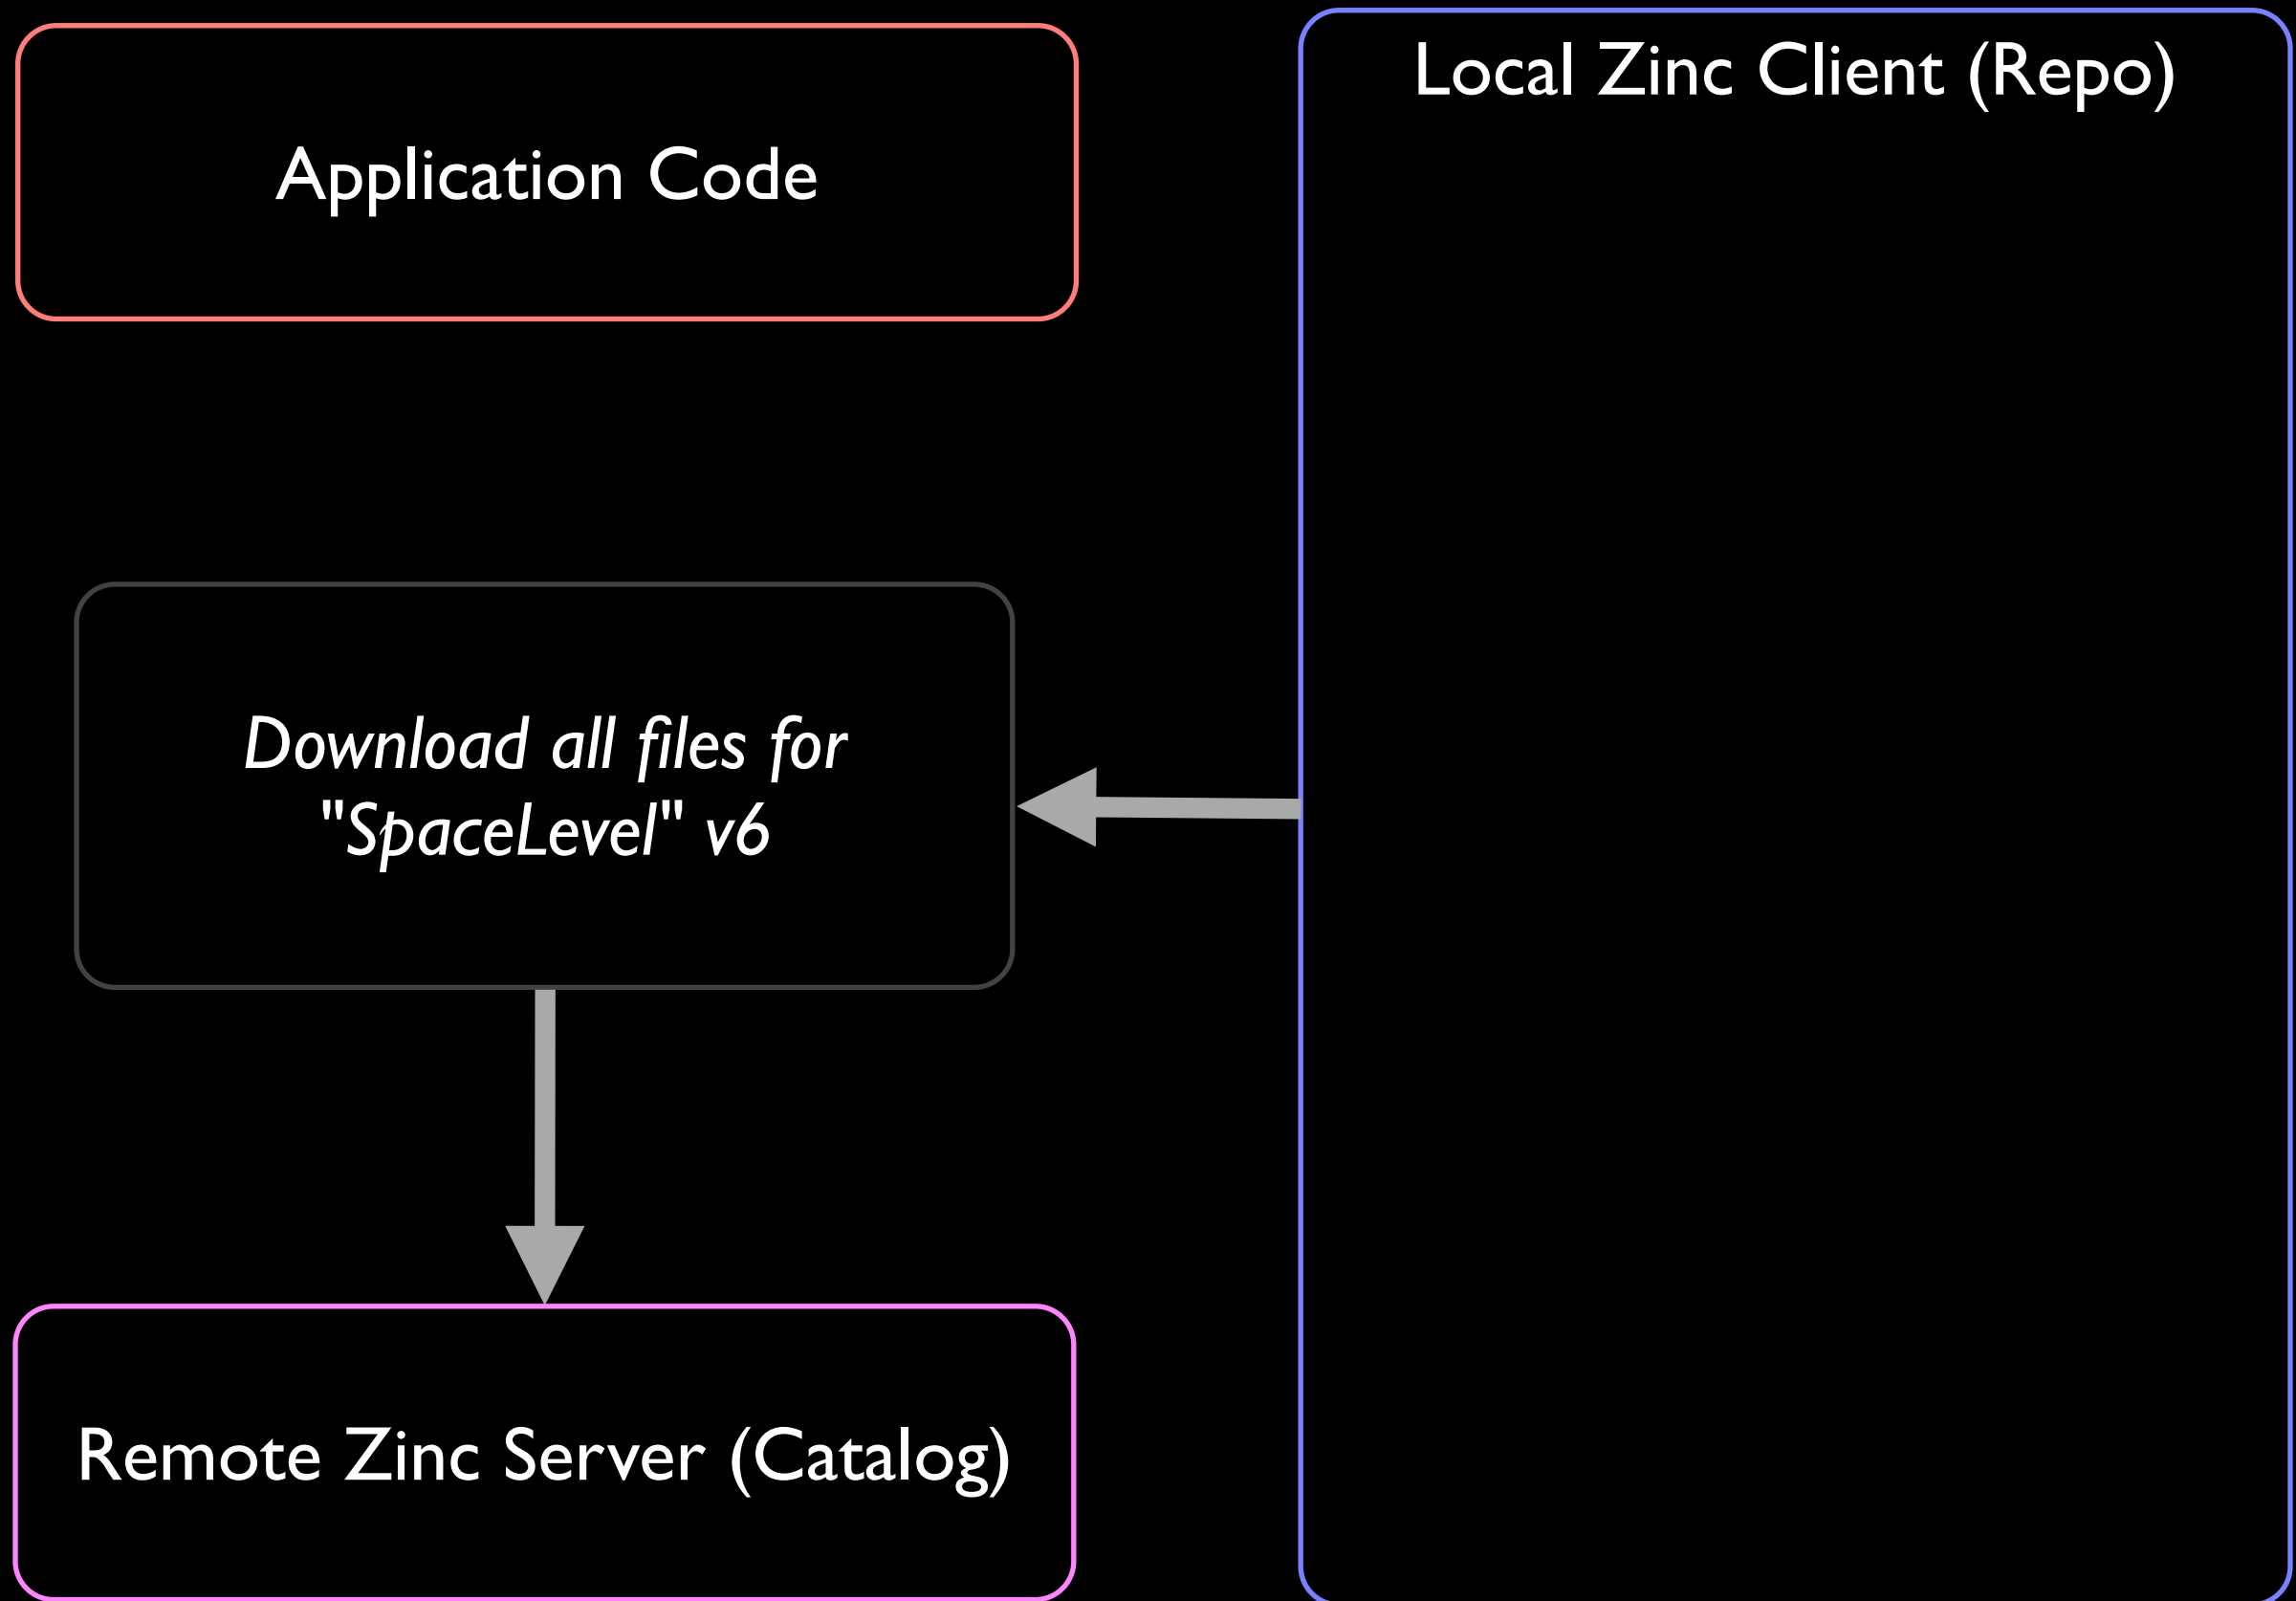 Local Zinc Client (Repo)
Application Code
Download all files for
"SpaceLevel" v6
Remote Zinc Server (Catalog)